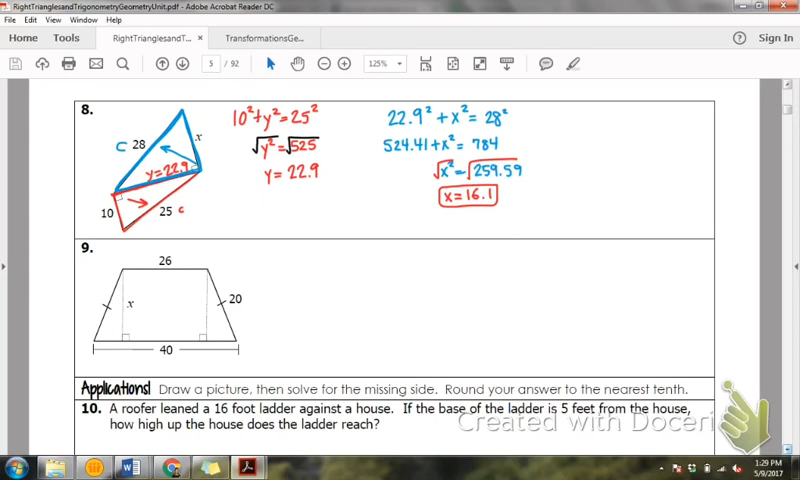 RightTrianglesandTrigonometryGeometryUnit.pdf - Adobe Acrobat Reader DC
File Edit View Window Help
Home Tools RightTrianglesandT... × TransformationsGe... ? Sign In
5 / 92 125%
8.
C 28 x
y=22.9
10 25 c
10²+y²=25²
√y²=√525
y=22.9
22.9²+x²=28²
524.41+x²=784
√x²=√259.59
x=16.1
9.
26
x 20
40
Applications! Draw a picture, then solve for the missing side. Round your answer to the nearest tenth.
10. A roofer leaned a 16 foot ladder against a house. If the base of the ladder is 5 feet from the house,
how high up the house does the ladder reach?
Created with Doceri
1:29 PM
5/9/2017